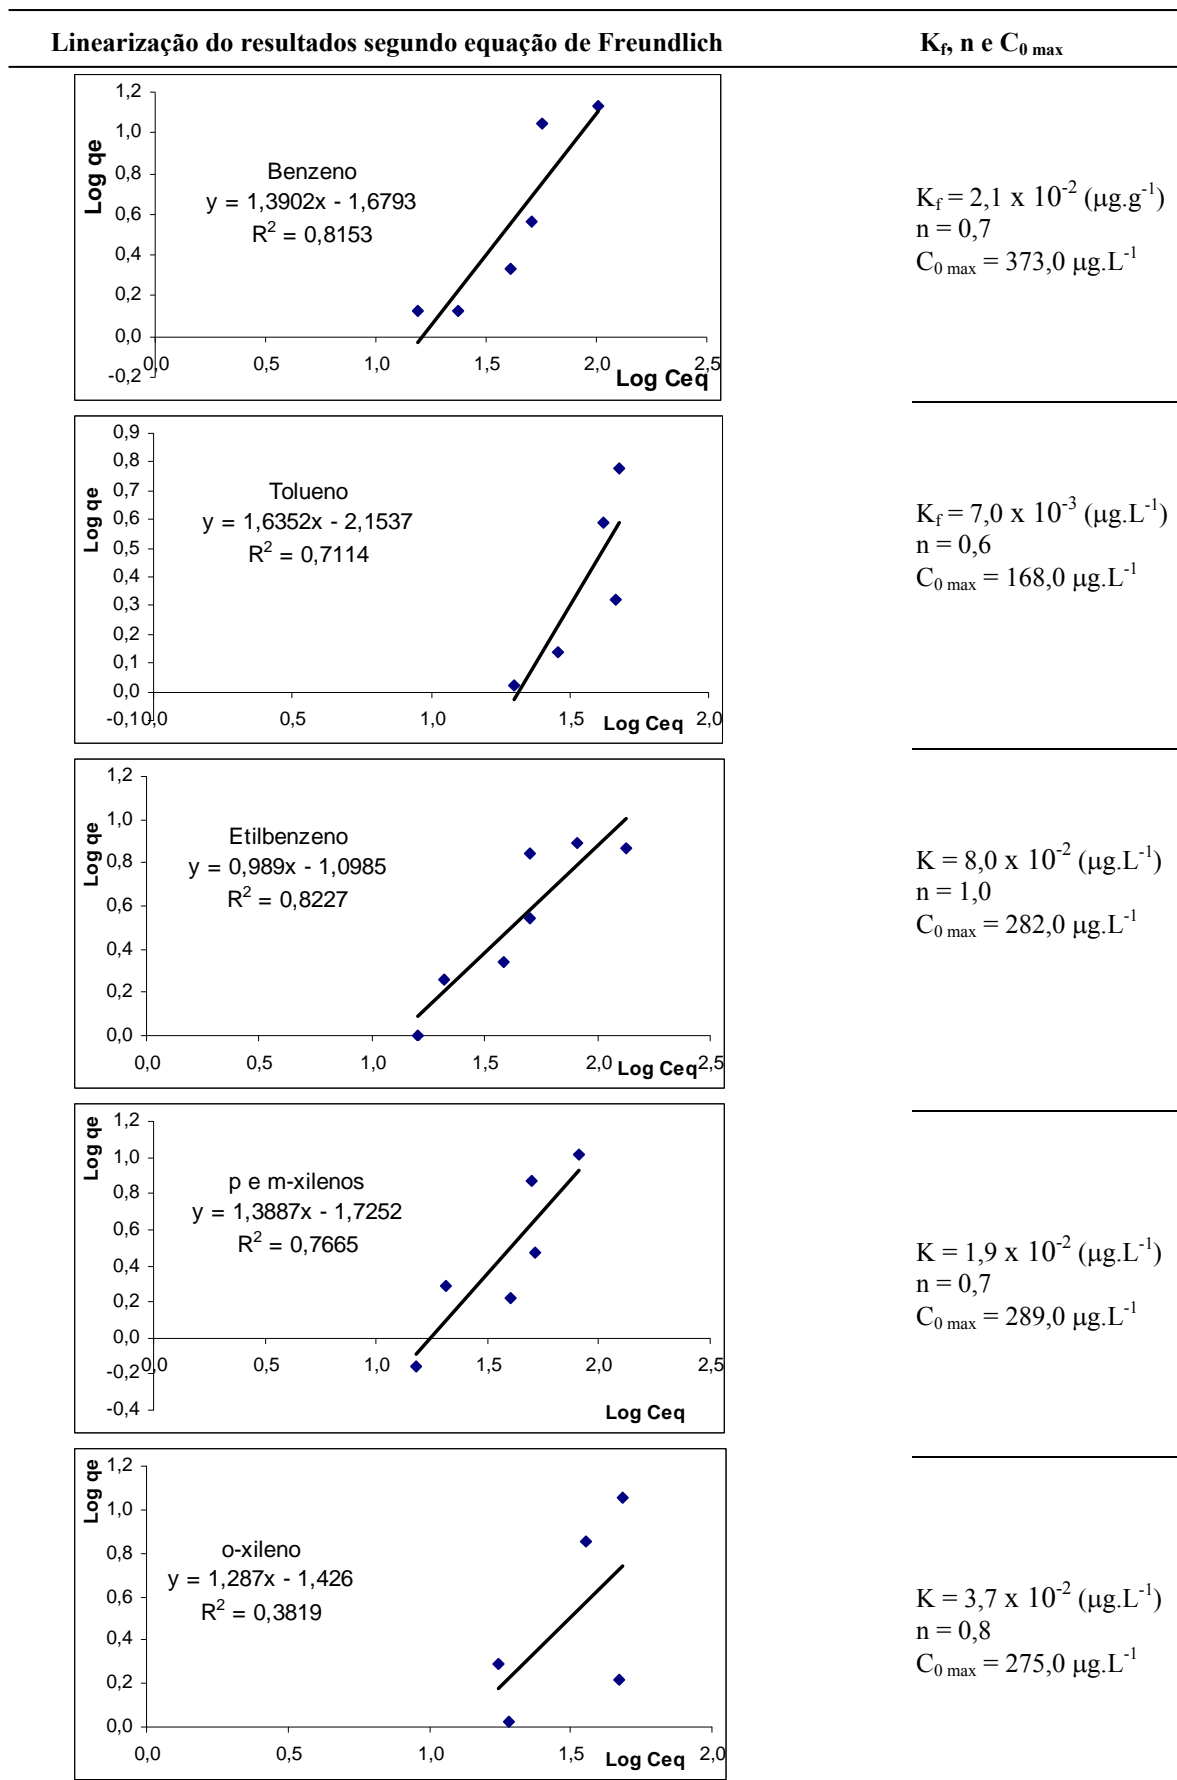 Linearização do resultados segundo equação de Freundlich
K_f, n e C_0 max
1,2
1,0
0,8
0,6
0,4
0,2
0,0
-0,2
Log qe
Benzeno
y = 1,3902x - 1,6793
R² = 0,8153
0,0 0,5 1,0 1,5 2,0 2,5
Log Ceq
K_f = 2,1 x 10⁻² (µg.g⁻¹)
n = 0,7
C_0 max = 373,0 µg.L⁻¹
0,9
0,8
0,7
0,6
0,5
0,4
0,3
0,2
0,1
0,0
-0,1
Log qe
Tolueno
y = 1,6352x - 2,1537
R² = 0,7114
0,0 0,5 1,0 1,5 2,0
Log Ceq
K_f = 7,0 x 10⁻³ (µg.L⁻¹)
n = 0,6
C_0 max = 168,0 µg.L⁻¹
1,2
1,0
0,8
0,6
0,4
0,2
0,0
Log qe
Etilbenzeno
y = 0,989x - 1,0985
R² = 0,8227
0,0 0,5 1,0 1,5 2,0 2,5
Log Ceq
K = 8,0 x 10⁻² (µg.L⁻¹)
n = 1,0
C_0 max = 282,0 µg.L⁻¹
1,2
1,0
0,8
0,6
0,4
0,2
0,0
-0,2
-0,4
Log qe
p e m-xilenos
y = 1,3887x - 1,7252
R² = 0,7665
0,0 0,5 1,0 1,5 2,0 2,5
Log Ceq
K = 1,9 x 10⁻² (µg.L⁻¹)
n = 0,7
C_0 max = 289,0 µg.L⁻¹
1,2
1,0
0,8
0,6
0,4
0,2
0,0
Log qe
o-xileno
y = 1,287x - 1,426
R² = 0,3819
0,0 0,5 1,0 1,5 2,0
Log Ceq
K = 3,7 x 10⁻² (µg.L⁻¹)
n = 0,8
C_0 max = 275,0 µg.L⁻¹